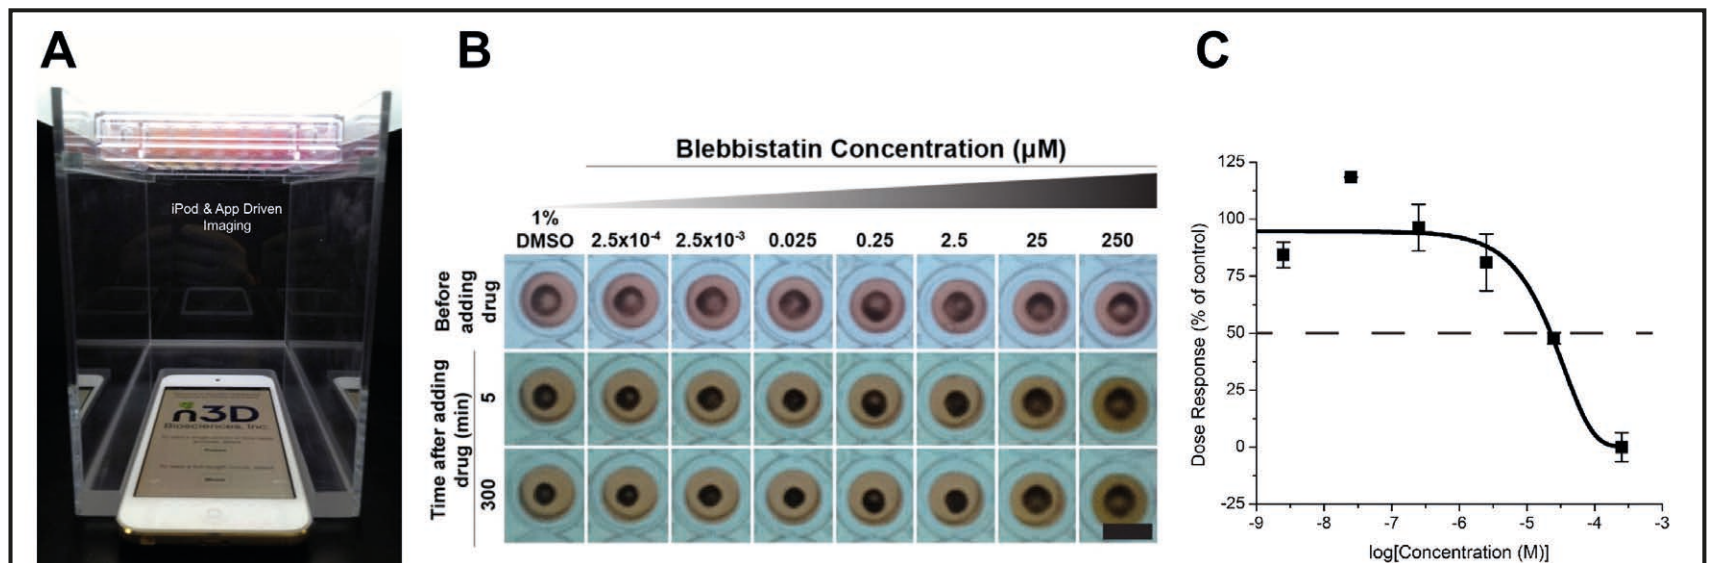 A
iPod & App Driven
Imaging
n3D
Biosciences, Inc.
B
Blebbistatin Concentration (µM)
1%
DMSO
2.5x10⁻⁴
2.5x10⁻³
0.025
0.25
2.5
25
250
Before
adding
drug
Time after adding
drug (min)
5
300
C
Dose Response (% of control)
125
100
75
50
25
0
-25
-9
-8
-7
-6
-5
-4
-3
log[Concentration (M)]